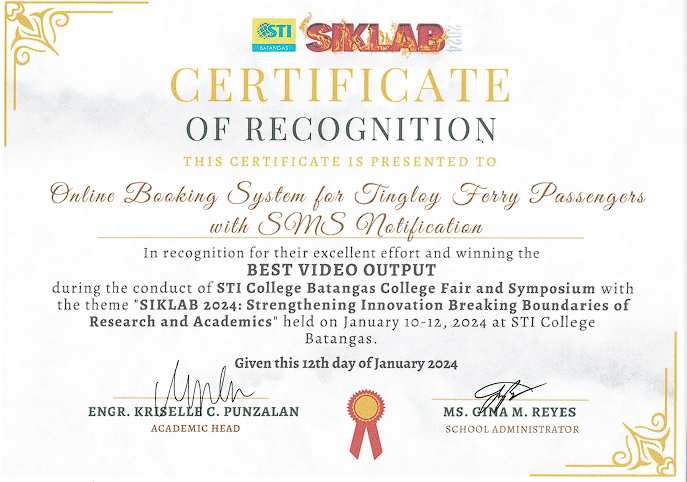 STI
BATANGAS
SIKLAB
2024
CERTIFICATE
OF RECOGNITION
THIS CERTIFICATE IS PRESENTED TO
Online Booking System for Tingloy Ferry Passengers
with SMS Notification
In recognition for their excellent effort and winning the
BEST VIDEO OUTPUT
during the conduct of STI College Batangas College Fair and Symposium with
the theme "SIKLAB 2024: Strengthening Innovation Breaking Boundaries of
Research and Academics" held on January 10-12, 2024 at STI College
Batangas.
Given this 12th day of January 2024
ENGR. KRISELLE C. PUNZALAN
ACADEMIC HEAD
MS. GINA M. REYES
SCHOOL ADMINISTRATOR